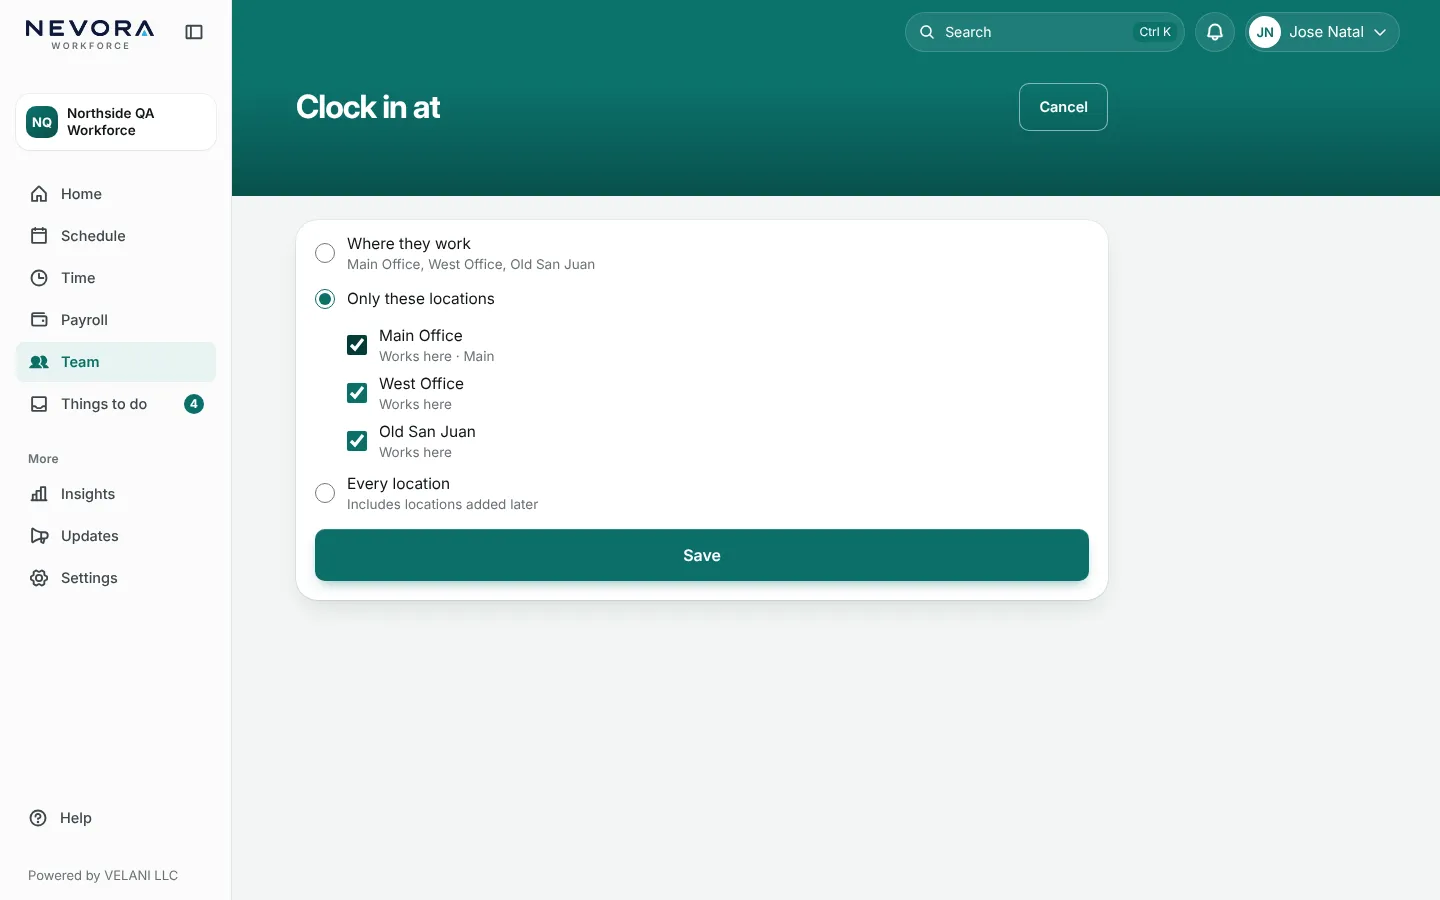 NEVORA
WORKFORCE
Search
Ctrl K
JN
Jose Natal
NQ
Northside QA
Workforce
Clock in at
Cancel
Home
Schedule
Time
Payroll
Team
Things to do
4
More
Insights
Updates
Settings
Help
Powered by VELANI LLC
Where they work
Main Office, West Office, Old San Juan
Only these locations
Main Office
Works here · Main
West Office
Works here
Old San Juan
Works here
Every location
Includes locations added later
Save